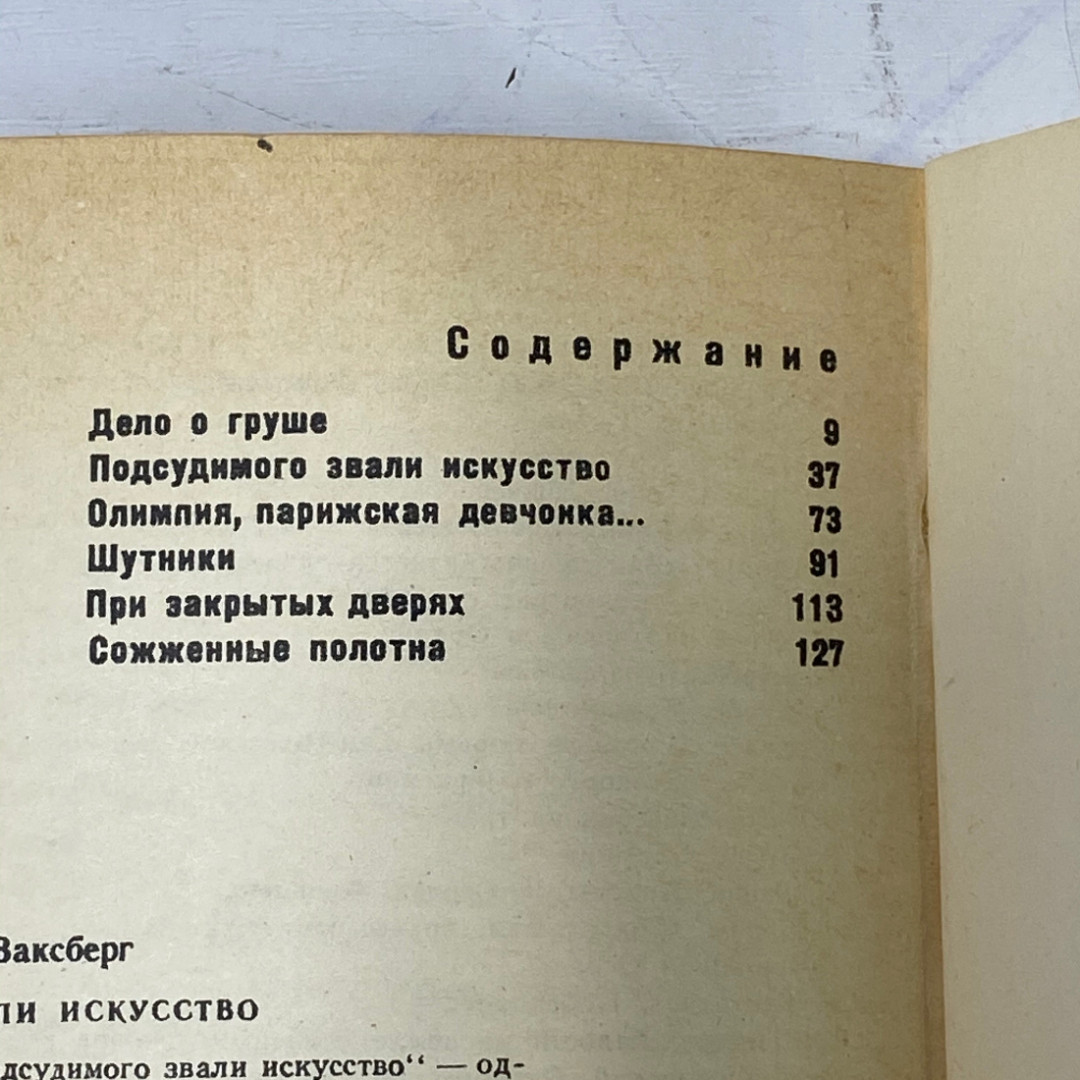 Содержание
Дело о груше 9
Подсудимого звали искусство 37
Олимпия, парижская девчонка... 73
Шутники 91
При закрытых дверях 113
Сожженные полотна 127
Ваксберг
ЛИ ИСКУССТВО
дсудимого звали искусство“ — од-